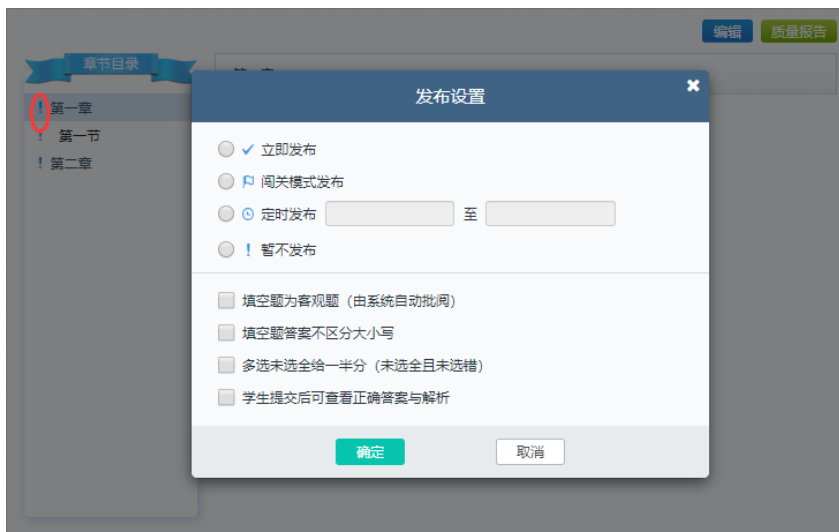 编辑 质量报告
章节目录
! 第一章
! 第一节
! 第二章
发布设置
立即发布
闯关模式发布
定时发布 至
! 暂不发布
填空题为客观题（由系统自动批阅）
填空题答案不区分大小写
多选未选全给一半分（未选全且未选错）
学生提交后可查看正确答案与解析
确定 取消